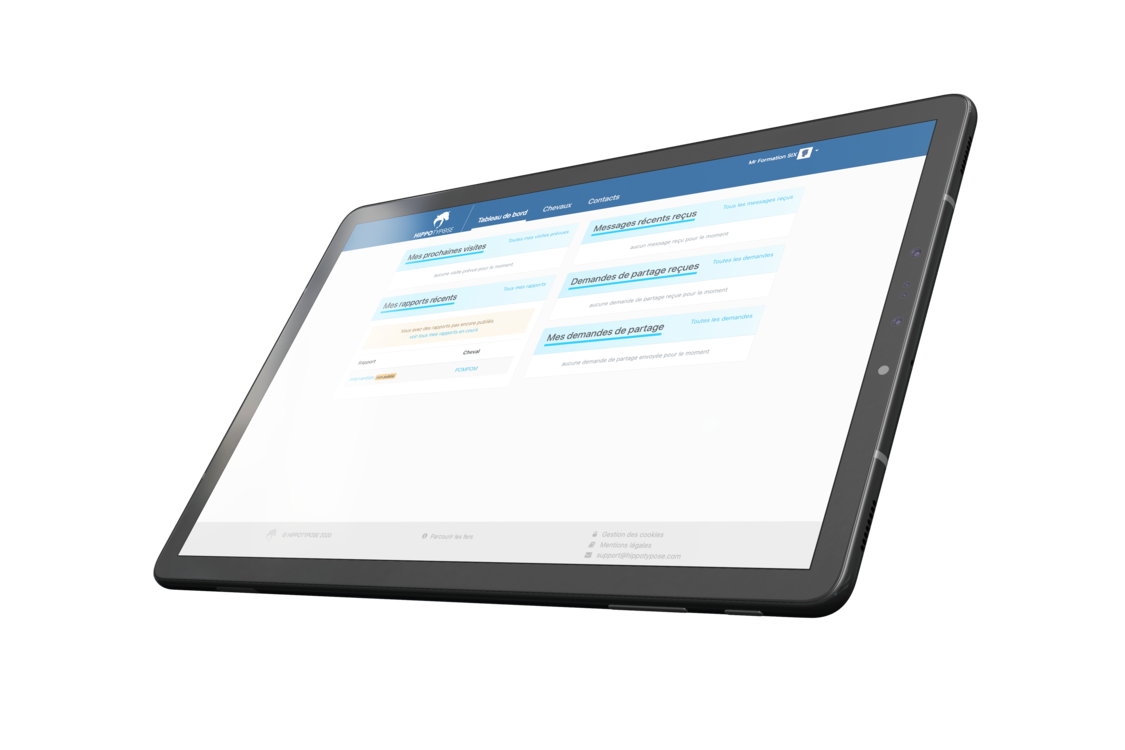 HIPPOTYPOSE
Tableau de bord
Chevaux
Contacts
Mr Formation SIX
Mes prochaines visites
Toutes mes visites prévues
aucune visite prévue pour le moment
Mes rapports récents
Tous mes rapports
Vous avez des rapports pas encore publiés.
voir tous mes rapports en cours
Rapport
Cheval
POMPOM
Messages récents reçus
Tous les messages reçus
aucun message reçu pour le moment
Demandes de partage reçues
Toutes les demandes
aucune demande de partage reçue pour le moment
Mes demandes de partage
Toutes les demandes
aucune demande de partage envoyée pour le moment
© HIPPOTYPOSE 2023
Parcourir les fers
Gestion des cookies
Mentions légales
support@hippotypose.com